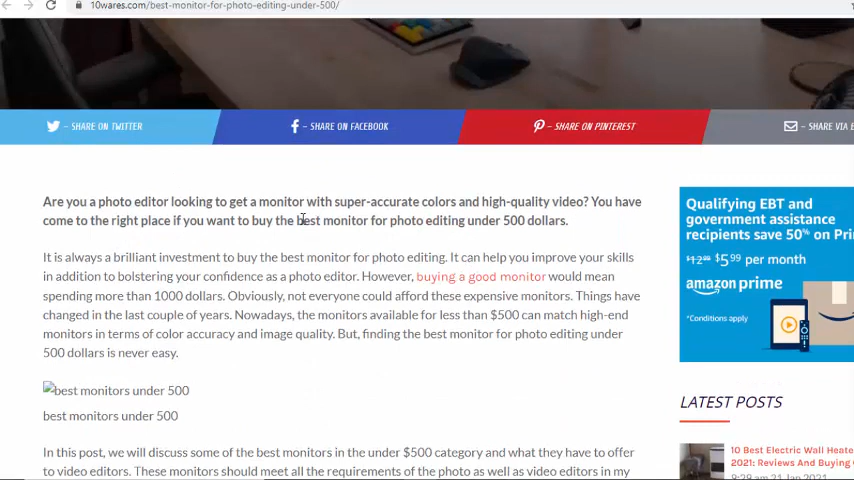 10wares.com/best-monitor-for-photo-editing-under-500/
– SHARE ON TWITTER
– SHARE ON FACEBOOK
– SHARE ON PINTEREST
– SHARE VIA E
Are you a photo editor looking to get a monitor with super-accurate colors and high-quality video? You have
come to the right place if you want to buy the best monitor for photo editing under 500 dollars.
It is always a brilliant investment to buy the best monitor for photo editing. It can help you improve your skills
in addition to bolstering your confidence as a photo editor. However, buying a good monitor would mean
spending more than 1000 dollars. Obviously, not everyone could afford these expensive monitors. Things have
changed in the last couple of years. Nowadays, the monitors available for less than $500 can match high-end
monitors in terms of color accuracy and image quality. But, finding the best monitor for photo editing under
500 dollars is never easy.
best monitors under 500
best monitors under 500
In this post, we will discuss some of the best monitors in the under $500 category and what they have to offer
to video editors. These monitors should meet all the requirements of the photo as well as video editors in my
Qualifying EBT and
government assistance
recipients save 50% on Prim
$12.99 $5.99 per month
amazon prime
*Conditions apply
LATEST POSTS
10 Best Electric Wall Heate
2021: Reviews And Buying
9:29 am 21 Jan 2021